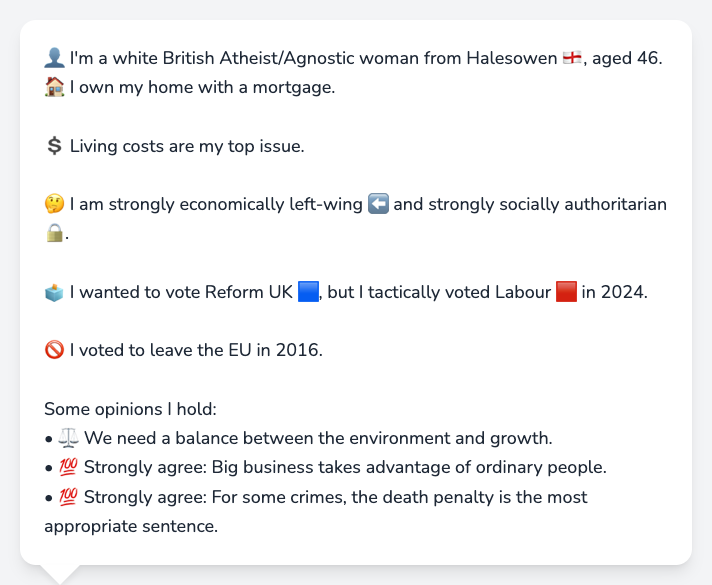 👤 I'm a white British Atheist/Agnostic woman from Halesowen 🏴󠁧󠁢󠁥󠁮󠁧󠁿, aged 46.
🏠 I own my home with a mortgage.
💲 Living costs are my top issue.
🤔 I am strongly economically left-wing ⬅️ and strongly socially authoritarian
🔒.
🗳️ I wanted to vote Reform UK 🟦, but I tactically voted Labour 🟥 in 2024.
🚫 I voted to leave the EU in 2016.
Some opinions I hold:
• ⚖️ We need a balance between the environment and growth.
• 💯 Strongly agree: Big business takes advantage of ordinary people.
• 💯 Strongly agree: For some crimes, the death penalty is the most
appropriate sentence.